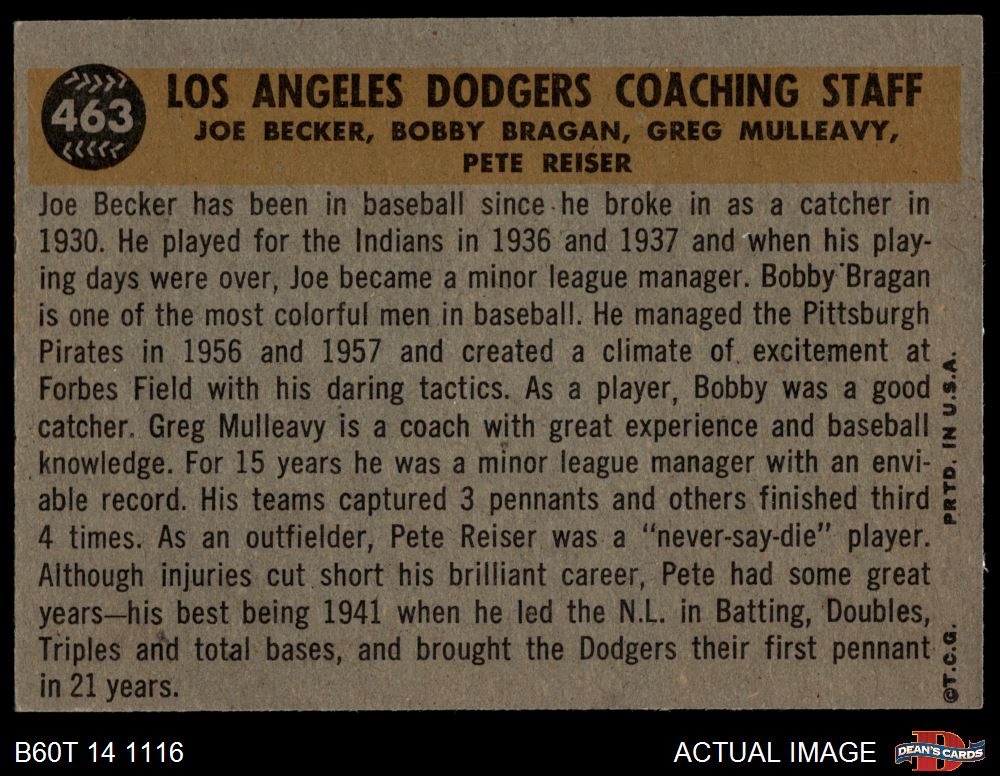 463
LOS ANGELES DODGERS COACHING STAFF
JOE BECKER, BOBBY BRAGAN, GREG MULLEAVY,
PETE REISER
Joe Becker has been in baseball since he broke in as a catcher in
1930. He played for the Indians in 1936 and 1937 and when his play-
ing days were over, Joe became a minor league manager. Bobby Bragan
is one of the most colorful men in baseball. He managed the Pittsburgh
Pirates in 1956 and 1957 and created a climate of excitement at
Forbes Field with his daring tactics. As a player, Bobby was a good
catcher. Greg Mulleavy is a coach with great experience and baseball
knowledge. For 15 years he was a minor league manager with an envi-
able record. His teams captured 3 pennants and others finished third
4 times. As an outfielder, Pete Reiser was a "never-say-die" player.
Although injuries cut short his brilliant career, Pete had some great
years—his best being 1941 when he led the N.L. in Batting, Doubles,
Triples and total bases, and brought the Dodgers their first pennant
in 21 years.
©T.C.G. PRTD. IN U.S.A.
B60T 14 1116
ACTUAL IMAGE
DEAN'S CARDS